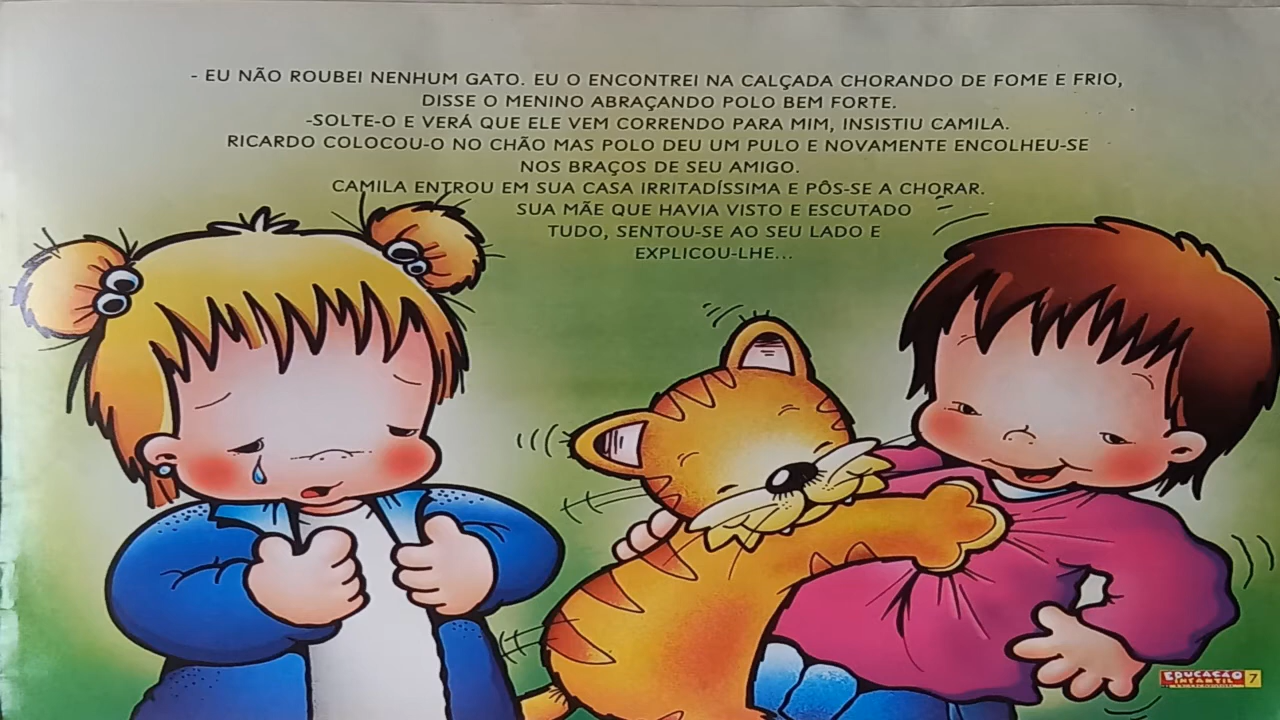 - EU NÃO ROUBEI NENHUM GATO. EU O ENCONTREI NA CALÇADA CHORANDO DE FOME E FRIO,
DISSE O MENINO ABRAÇANDO POLO BEM FORTE.
-SOLTE-O E VERÁ QUE ELE VEM CORRENDO PARA MIM, INSISTIU CAMILA.
RICARDO COLOCOU-O NO CHÃO MAS POLO DEU UM PULO E NOVAMENTE ENCOLHEU-SE
NOS BRAÇOS DE SEU AMIGO.
CAMILA ENTROU EM SUA CASA IRRITADÍSSIMA E PÔS-SE A CHORAR.
SUA MÃE QUE HAVIA VISTO E ESCUTADO
TUDO, SENTOU-SE AO SEU LADO E
EXPLICOU-LHE...
EDUCAÇÃO
INFANTIL
7